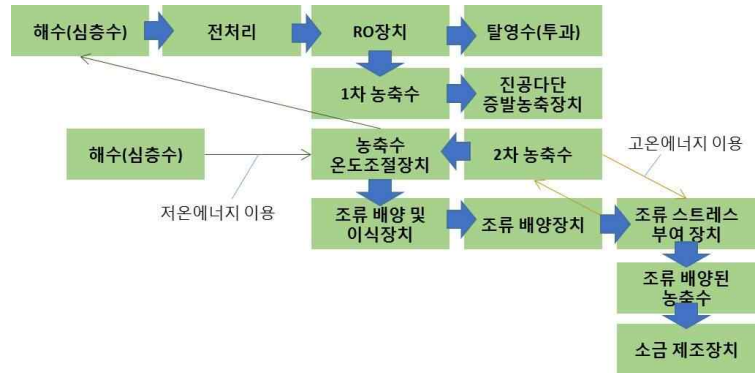 해수(심층수)
전처리
RO장치
탈염수(투과)
1차 농축수
진공다단
증발농축장치
해수(심층수)
농축수
온도조절장치
2차 농축수
고온에너지 이용
저온에너지 이용
조류 배양 및
이식장치
조류 배양장치
조류 스트레스
부여 장치
조류 배양된
농축수
소금 제조장치